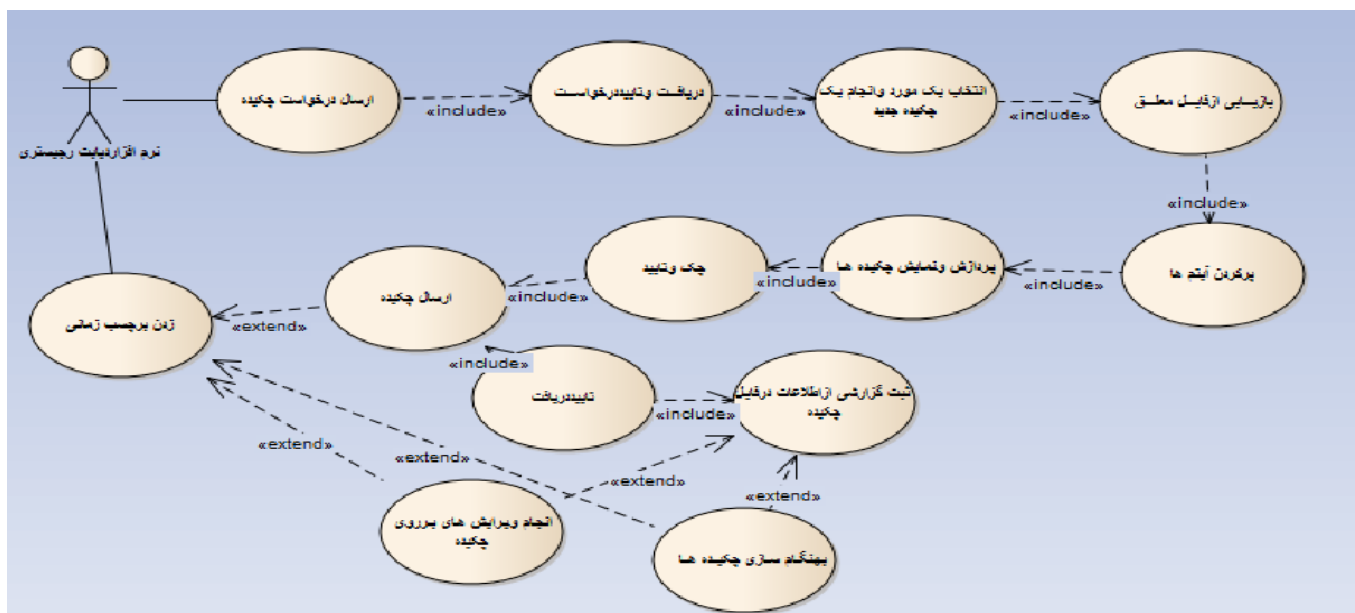 ارسال درخواست چکیده
«include»
دریافت وتاییددرخواست
«include»
انتخاب یک مورد وانجام یک
چکیده جدید
«include»
بازیابی ازفایل معلق
نرم افزاردیابت رجیستری
«include»
پرکردن آیتم ها
«include»
پردازش ونمایش چکیده ها
«include»
چک وتایید
«include»
ارسال چکیده
«extend»
زدن برچسب زمانی
«include»
تاییددریافت
«include»
ثبت گزارشی ازاطلاعات درفایل
چکیده
«extend»
«extend»
«extend»
«extend»
انجام ویرایش های برروی
چکیده
بهنگام سازی چکیده ها